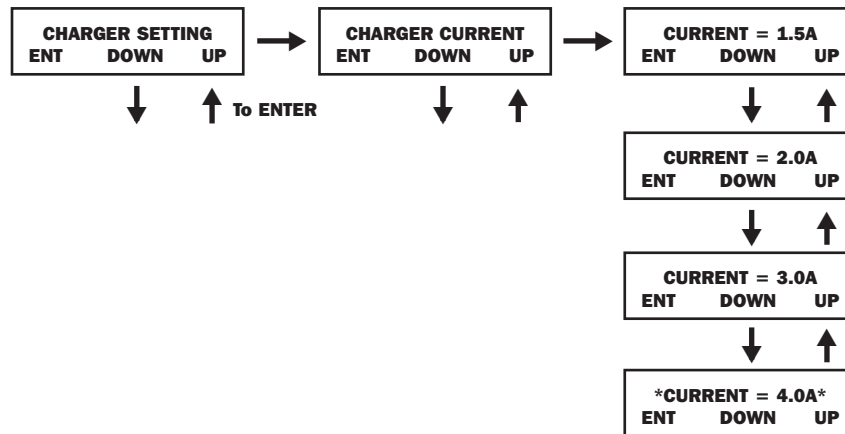 CHARGER SETTING
ENT DOWN UP
To ENTER
CHARGER CURRENT
ENT DOWN UP
CURRENT = 1.5A
ENT DOWN UP
CURRENT = 2.0A
ENT DOWN UP
CURRENT = 3.0A
ENT DOWN UP
*CURRENT = 4.0A*
ENT DOWN UP